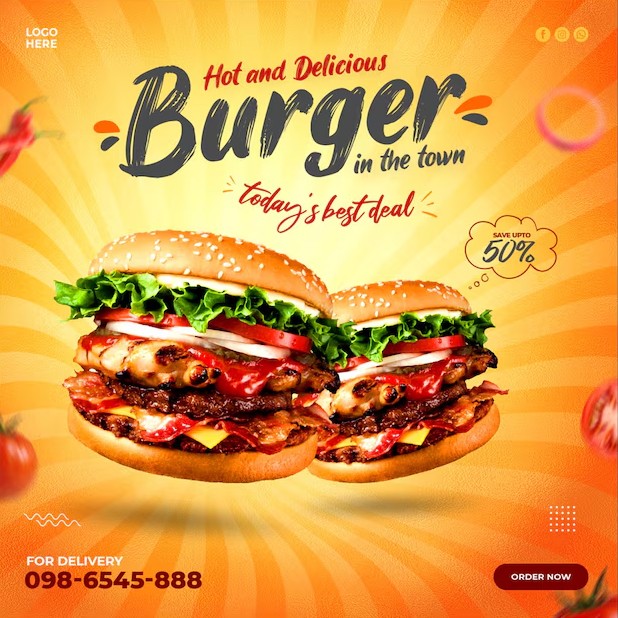 LOGO
HERE
Hot and Delicious
Burger
in the town
today's best deal
SAVE UPTO
50%
FOR DELIVERY
098-6545-888
ORDER NOW